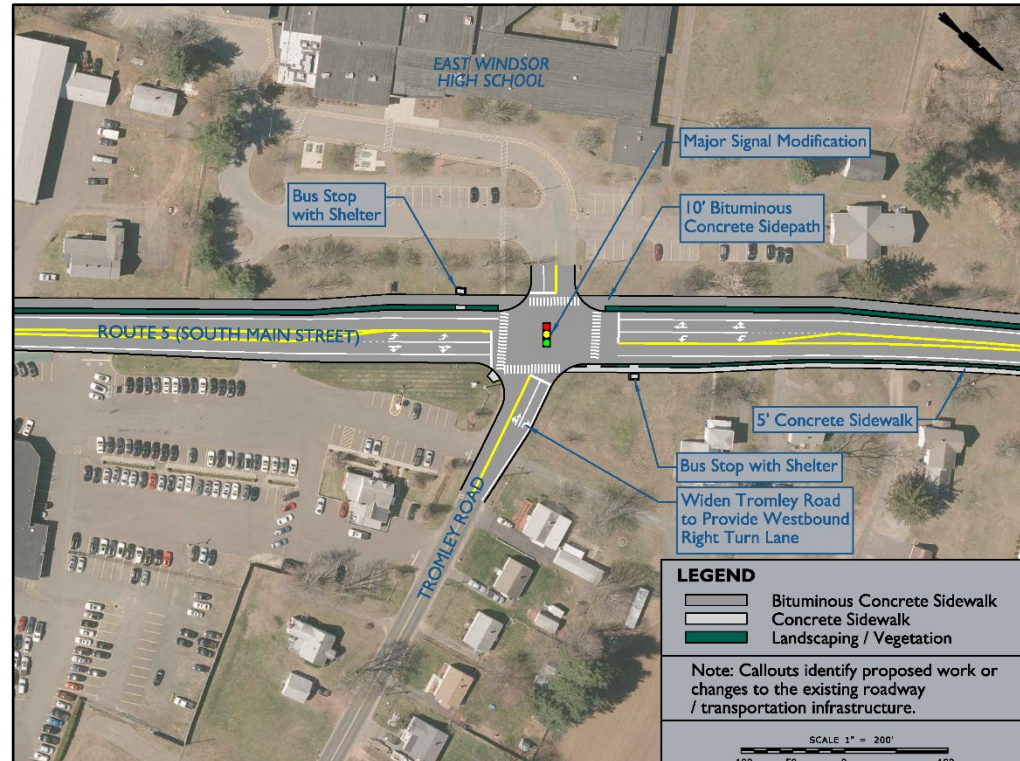 EAST WINDSOR
HIGH SCHOOL
Major Signal Modification
Bus Stop
with Shelter
10' Bituminous
Concrete Sidepath
ROUTE 5 (SOUTH MAIN STREET)
5' Concrete Sidewalk
Bus Stop with Shelter
Widen Tromley Road
to Provide Westbound
Right Turn Lane
TROMLEY ROAD
LEGEND
Bituminous Concrete Sidewalk
Concrete Sidewalk
Landscaping / Vegetation
Note: Callouts identify proposed work or
changes to the existing roadway
/ transportation infrastructure.
SCALE 1" = 200'